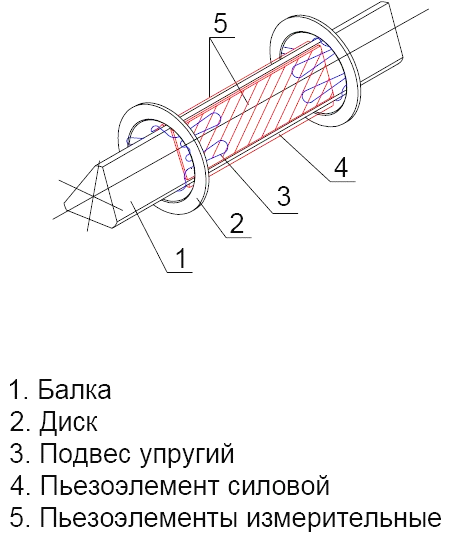 5
4
3
2
1
1. Балка
2. Диск
3. Подвес упругий
4. Пьезоэлемент силовой
5. Пьезоэлементы измерительные